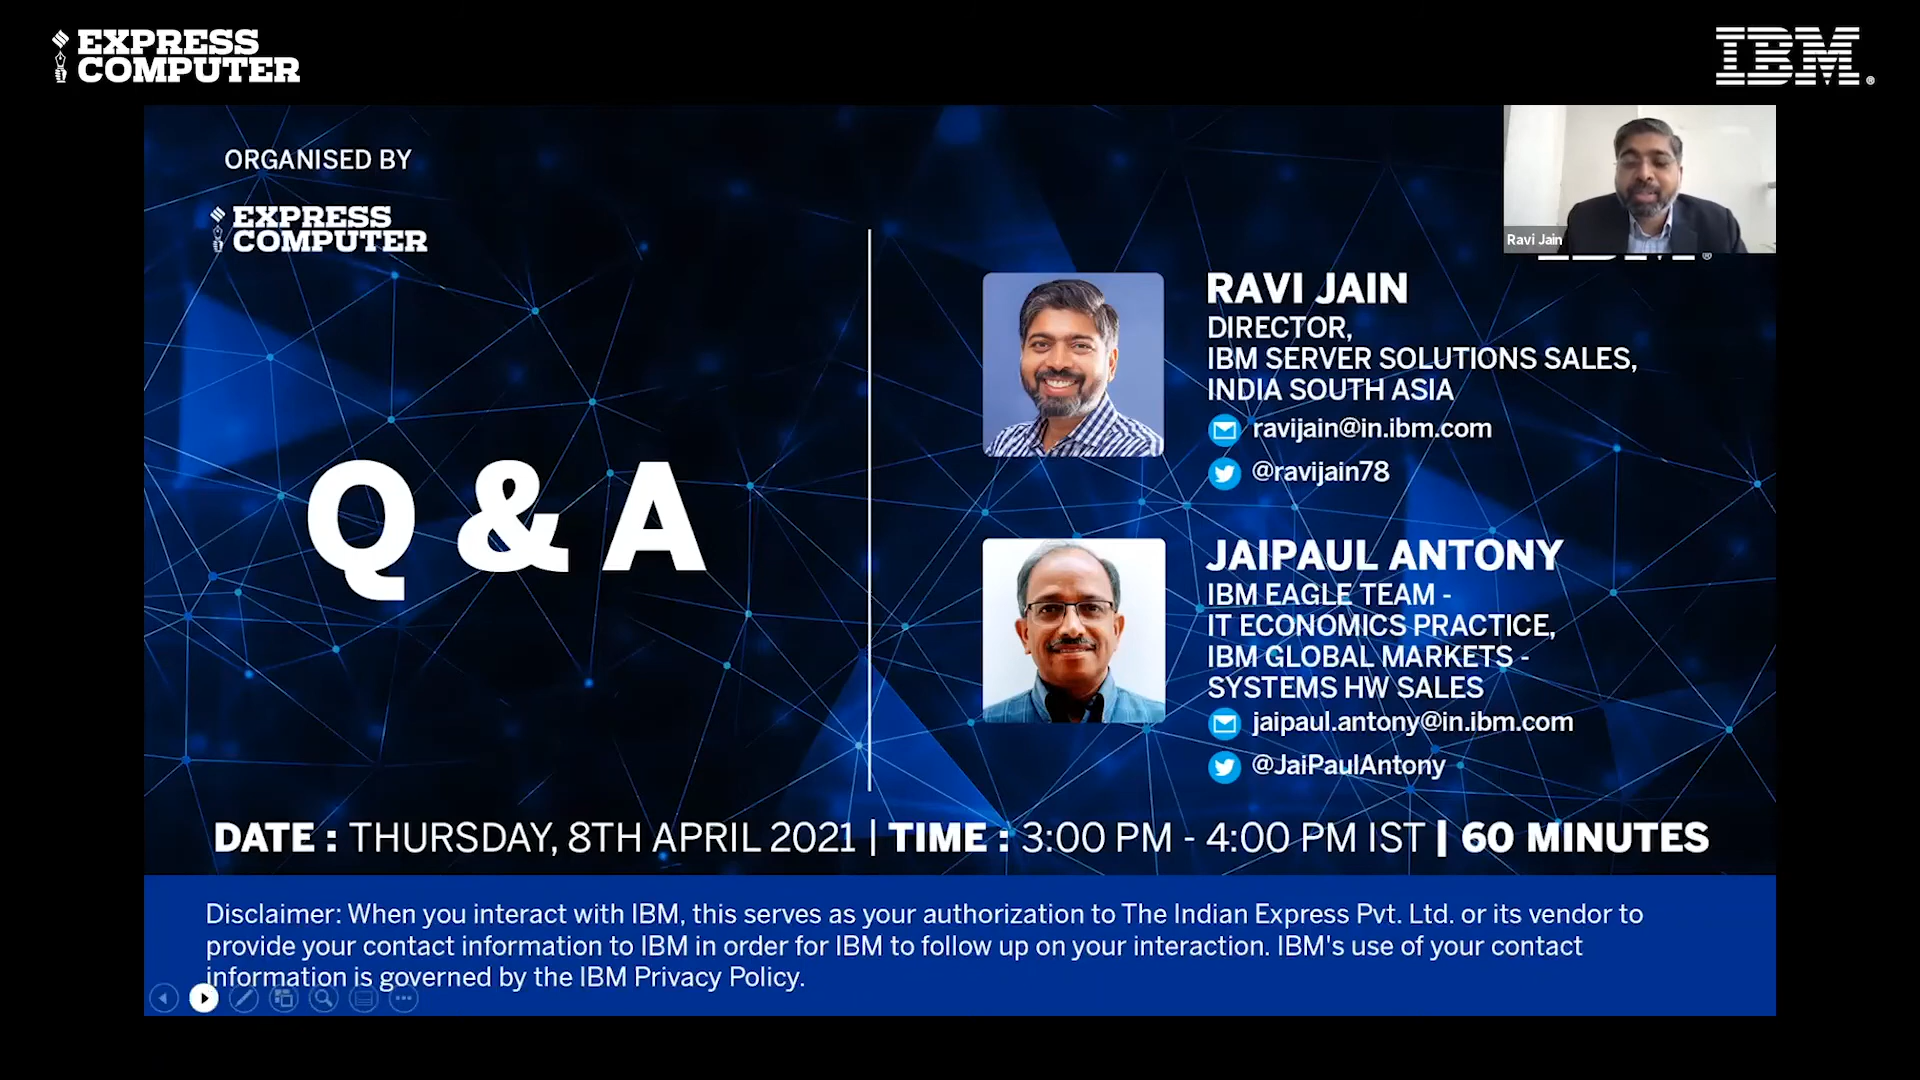 EXPRESS
COMPUTER
IBM®
ORGANISED BY
EXPRESS
COMPUTER
Ravi Jain
Q & A
RAVI JAIN
DIRECTOR,
IBM SERVER SOLUTIONS SALES,
INDIA SOUTH ASIA
ravijain@in.ibm.com
@ravijain78
JAIPAUL ANTONY
IBM EAGLE TEAM -
IT ECONOMICS PRACTICE,
IBM GLOBAL MARKETS -
SYSTEMS HW SALES
jaipaul.antony@in.ibm.com
@JaiPaulAntony
DATE : THURSDAY, 8TH APRIL 2021 | TIME : 3:00 PM - 4:00 PM IST | 60 MINUTES
Disclaimer: When you interact with IBM, this serves as your authorization to The Indian Express Pvt. Ltd. or its vendor to
provide your contact information to IBM in order for IBM to follow up on your interaction. IBM's use of your contact
information is governed by the IBM Privacy Policy.